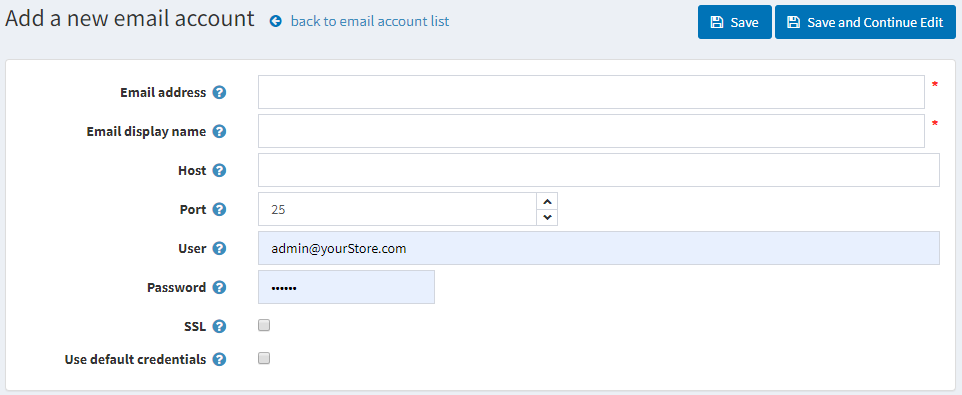 Add a new email account back to email account list Save Save and Continue Edit
Email address ? *
Email display name ? *
Host ?
Port ? 25
User ? admin@yourStore.com
Password ? ••••••
SSL ?
Use default credentials ?